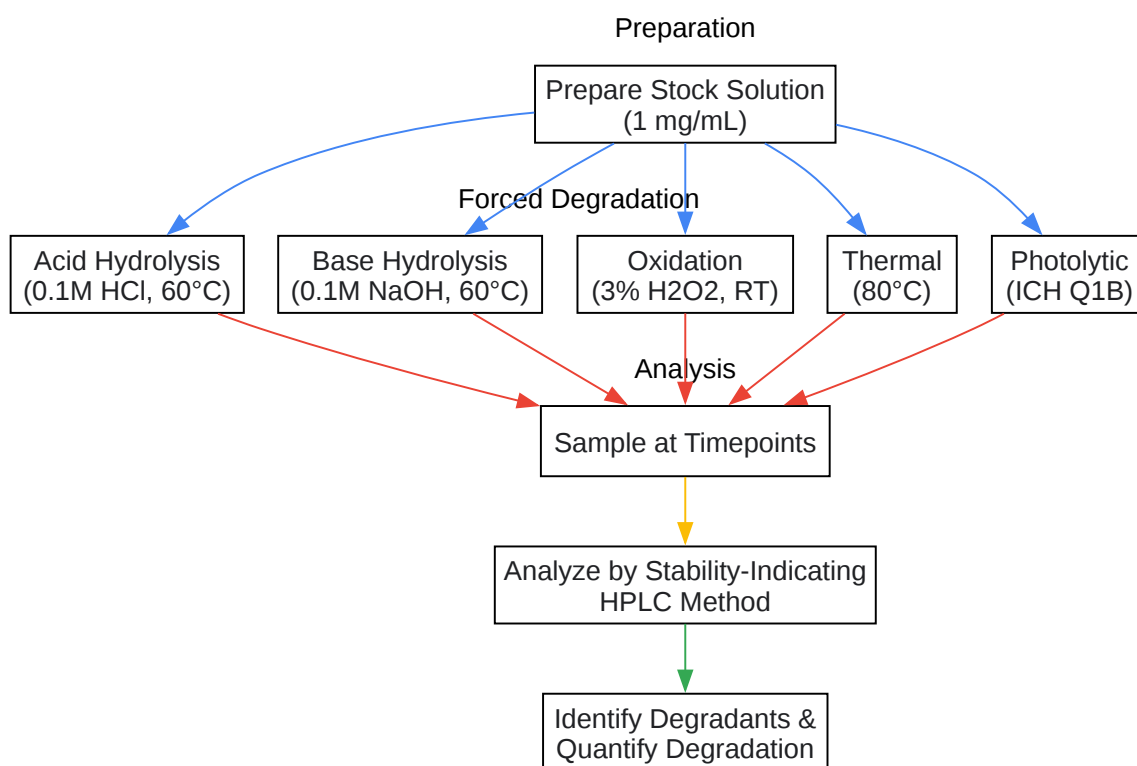 Preparation
Prepare Stock Solution
(1 mg/mL)
Forced Degradation
Acid Hydrolysis
(0.1M HCl, 60°C)
Base Hydrolysis
(0.1M NaOH, 60°C)
Oxidation
(3% H2O2, RT)
Thermal
(80°C)
Photolytic
(ICH Q1B)
Analysis
Sample at Timepoints
Analyze by Stability-Indicating
HPLC Method
Identify Degradants &
Quantify Degradation